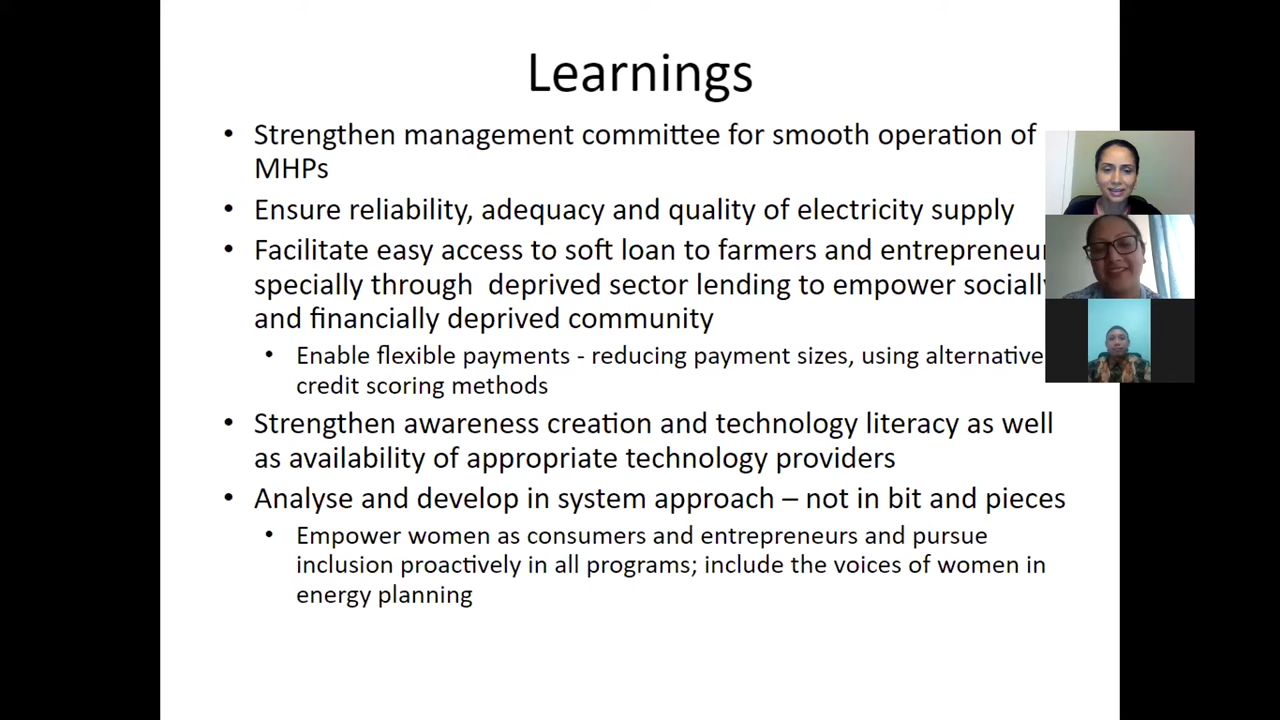 Learnings
• Strengthen management committee for smooth operation of
MHPs
• Ensure reliability, adequacy and quality of electricity supply
• Facilitate easy access to soft loan to farmers and
specially through deprived sector lending to empower
and financially deprived community
• Enable flexible payments - reducing payment sizes, using alternative
credit scoring methods
• Strengthen awareness creation and technology literacy as well
as availability of appropriate technology providers
• Analyse and develop in system approach – not in bit and pieces
• Empower women as consumers and entrepreneurs and pursue
inclusion proactively in all programs; include the voices of women in
energy planning